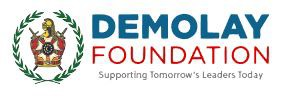 DEMOLAY
FOUNDATION
Supporting Tomorrow's Leaders Today